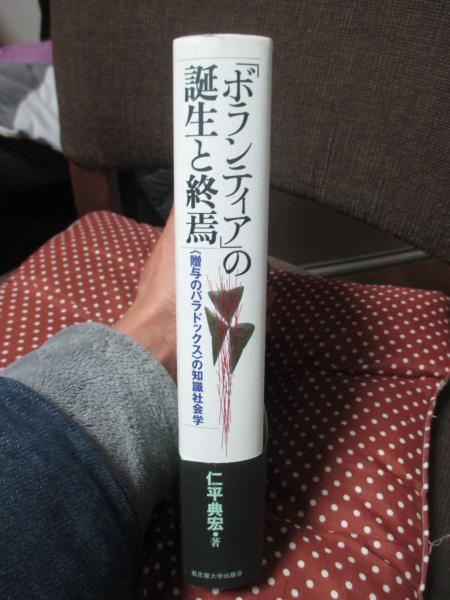 「ボランティア」の
誕生と終焉
〈贈与のパラドックス〉の知識社会学
仁平典宏・著
名古屋大学出版会